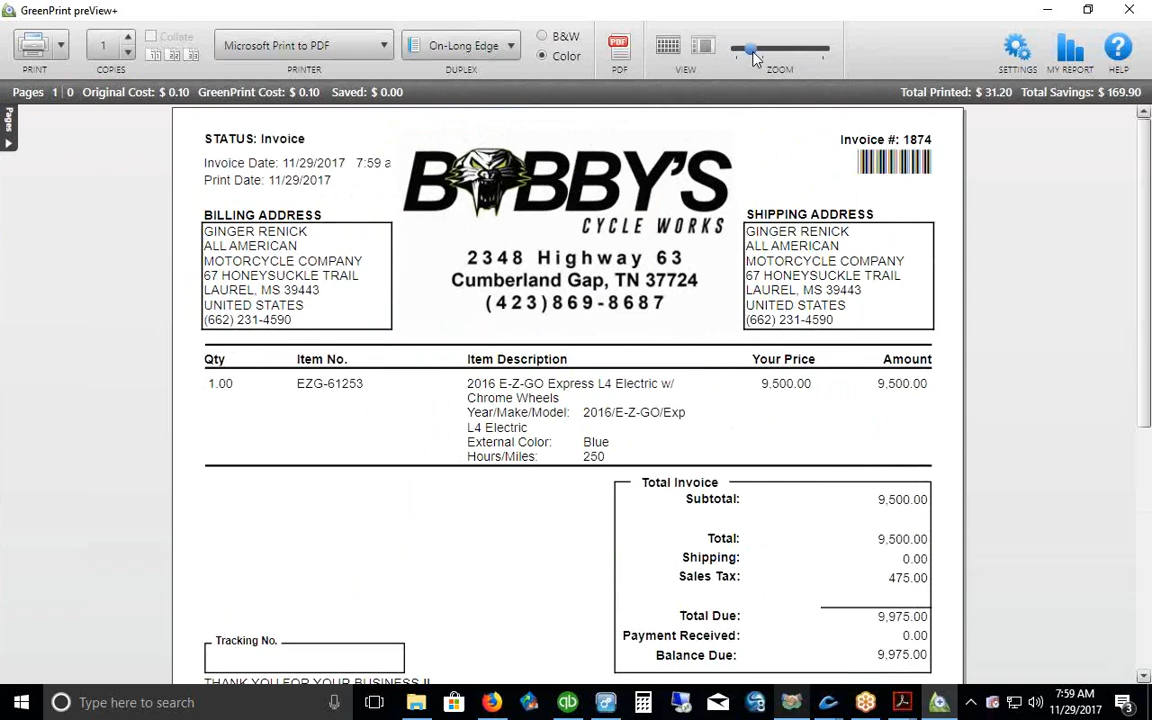 GreenPrint preView+
1
Collate
Microsoft Print to PDF
On-Long Edge
B&W
Color
PDF
PRINT
COPIES
PRINTER
DUPLEX
PDF
VIEW
ZOOM
SETTINGS
MY REPORT
HELP
Pages 1 | 0 Original Cost: $ 0.10 GreenPrint Cost: $ 0.10 Saved: $ 0.00 Total Printed: $ 31.20 Total Savings: $ 169.90
Pages
STATUS: Invoice
Invoice Date: 11/29/2017 7:59 a
Print Date: 11/29/2017
BOBBY'S
CYCLE WORKS
2348 Highway 63
Cumberland Gap, TN 37724
(423)869-8687
Invoice #: 1874
BILLING ADDRESS
GINGER RENICK
ALL AMERICAN
MOTORCYCLE COMPANY
67 HONEYSUCKLE TRAIL
LAUREL, MS 39443
UNITED STATES
(662) 231-4590
SHIPPING ADDRESS
GINGER RENICK
ALL AMERICAN
MOTORCYCLE COMPANY
67 HONEYSUCKLE TRAIL
LAUREL, MS 39443
UNITED STATES
(662) 231-4590
Qty Item No. Item Description Your Price Amount
1.00 EZG-61253 2016 E-Z-GO Express L4 Electric w/ 9,500.00 9,500.00
Chrome Wheels
Year/Make/Model: 2016/E-Z-GO/Exp
L4 Electric
External Color: Blue
Hours/Miles: 250
Total Invoice
Subtotal: 9,500.00
Total: 9,500.00
Shipping: 0.00
Sales Tax: 475.00
Total Due: 9,975.00
Payment Received: 0.00
Balance Due: 9,975.00
Tracking No.
THANK YOU FOR YOUR BUSINESS !!
Type here to search
7:59 AM
11/29/2017
3